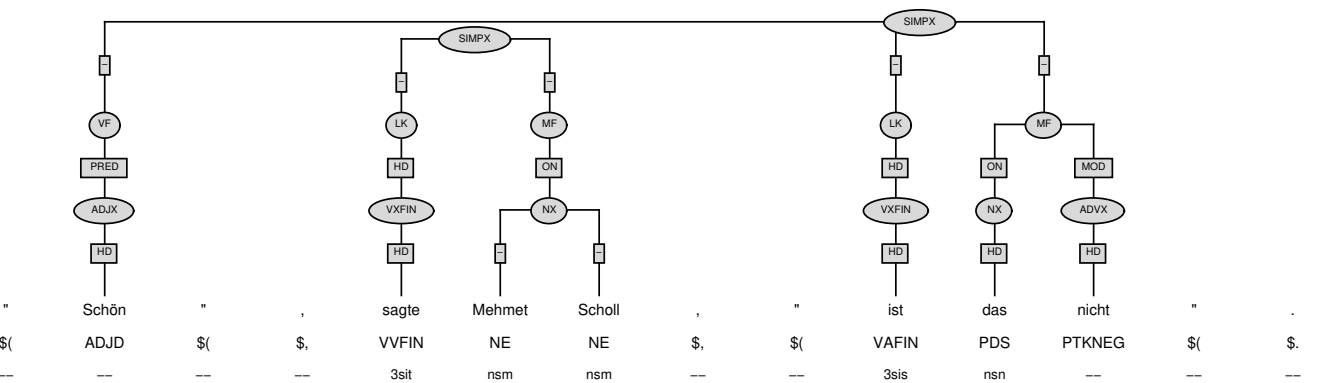 SIMPX
SIMPX
– – – –
VF LK MF LK MF
PRED HD ON HD ON MOD
ADJX VXFIN NX VXFIN NX ADVX
HD HD – – HD HD HD
" Schön " , sagte Mehmet Scholl , " ist das nicht " .
$( ADJD $( $, VVFIN NE NE $, $( VAFIN PDS PTKNEG $( $.
–– –– –– –– 3sit nsm nsm –– –– 3sis nsn –– –– ––